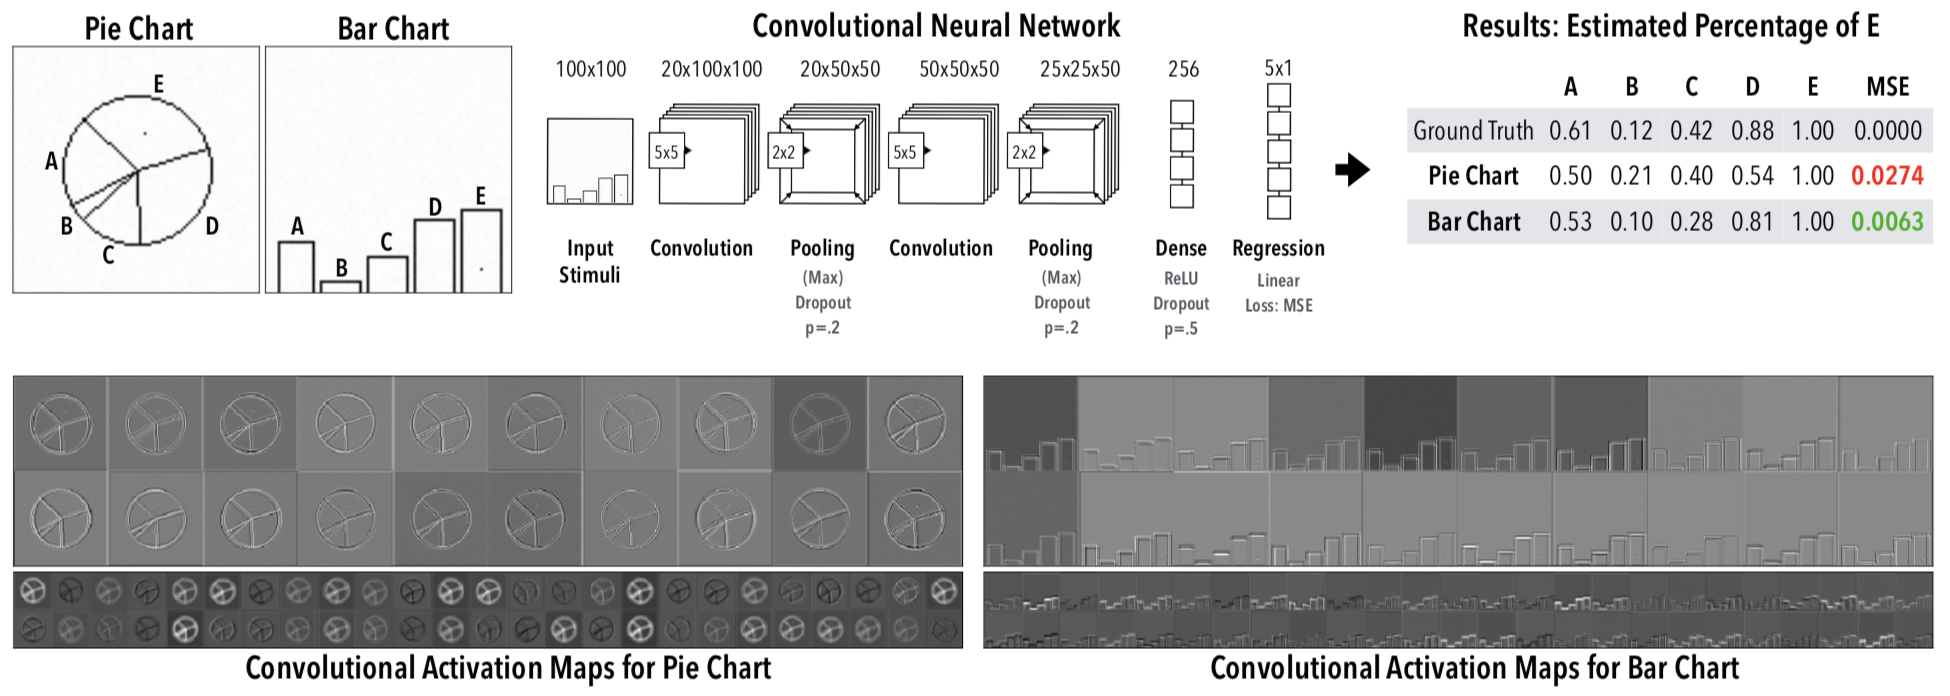 Pie Chart
Bar Chart
E
A
B
C
D
A
B
C
D
E
Convolutional Neural Network
100x100 20x100x100 20x50x50 50x50x50 25x25x50 256 5x1
5x5 2x2 5x5 2x2
Input Stimuli
Convolution
Pooling
(Max)
Dropout
p=.2
Convolution
Pooling
(Max)
Dropout
p=.2
Dense
ReLU
Dropout
p=.5
Regression
Linear
Loss: MSE
Results: Estimated Percentage of E
A B C D E MSE
Ground Truth 0.61 0.12 0.42 0.88 1.00 0.0000
Pie Chart 0.50 0.21 0.40 0.54 1.00 0.0274
Bar Chart 0.53 0.10 0.28 0.81 1.00 0.0063
Convolutional Activation Maps for Pie Chart
Convolutional Activation Maps for Bar Chart